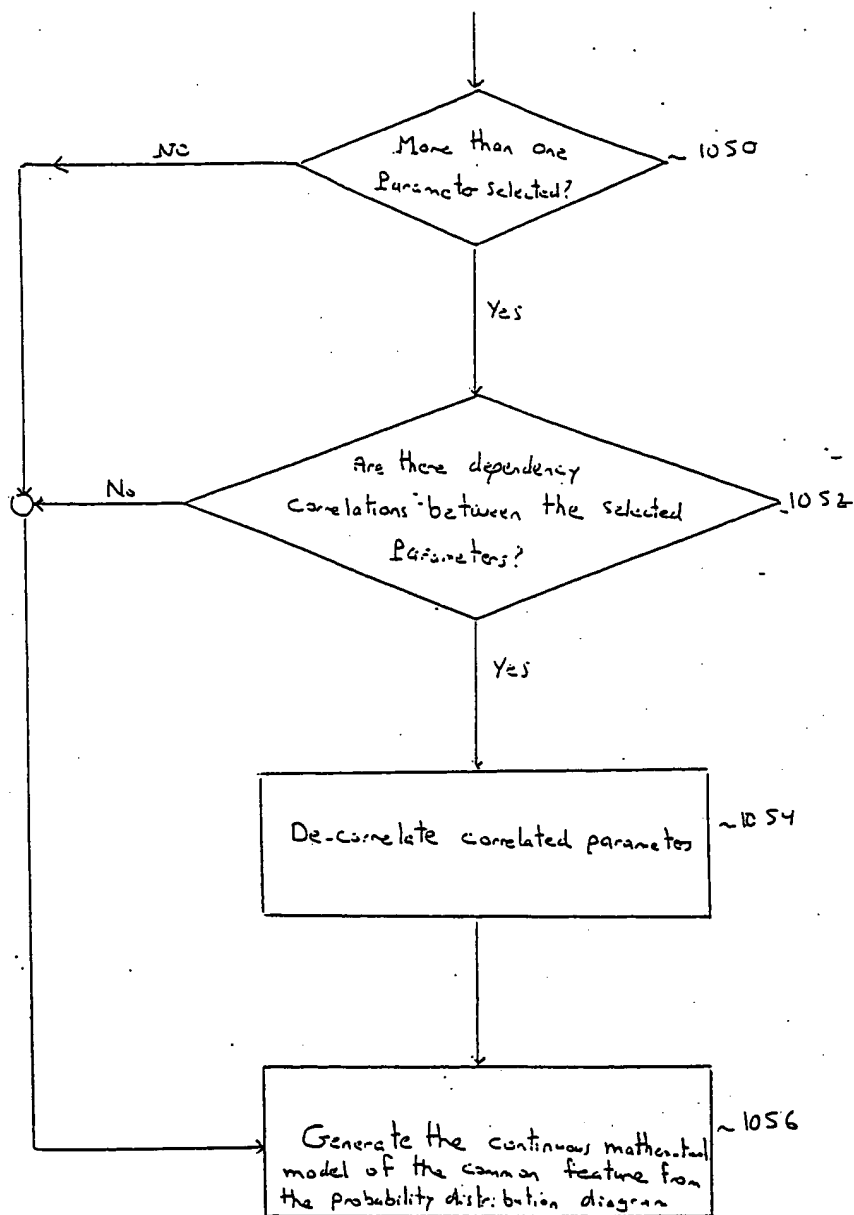 More than one
Parameter selected?
~ 1050
No
Yes
Are there dependency
correlations between the selected
Parameters?
1052
No
Yes
De-correlate correlated parameters
~ 1054
Generate the continuous mathematical
model of the common feature from
the probability distribution diagram
~ 1056